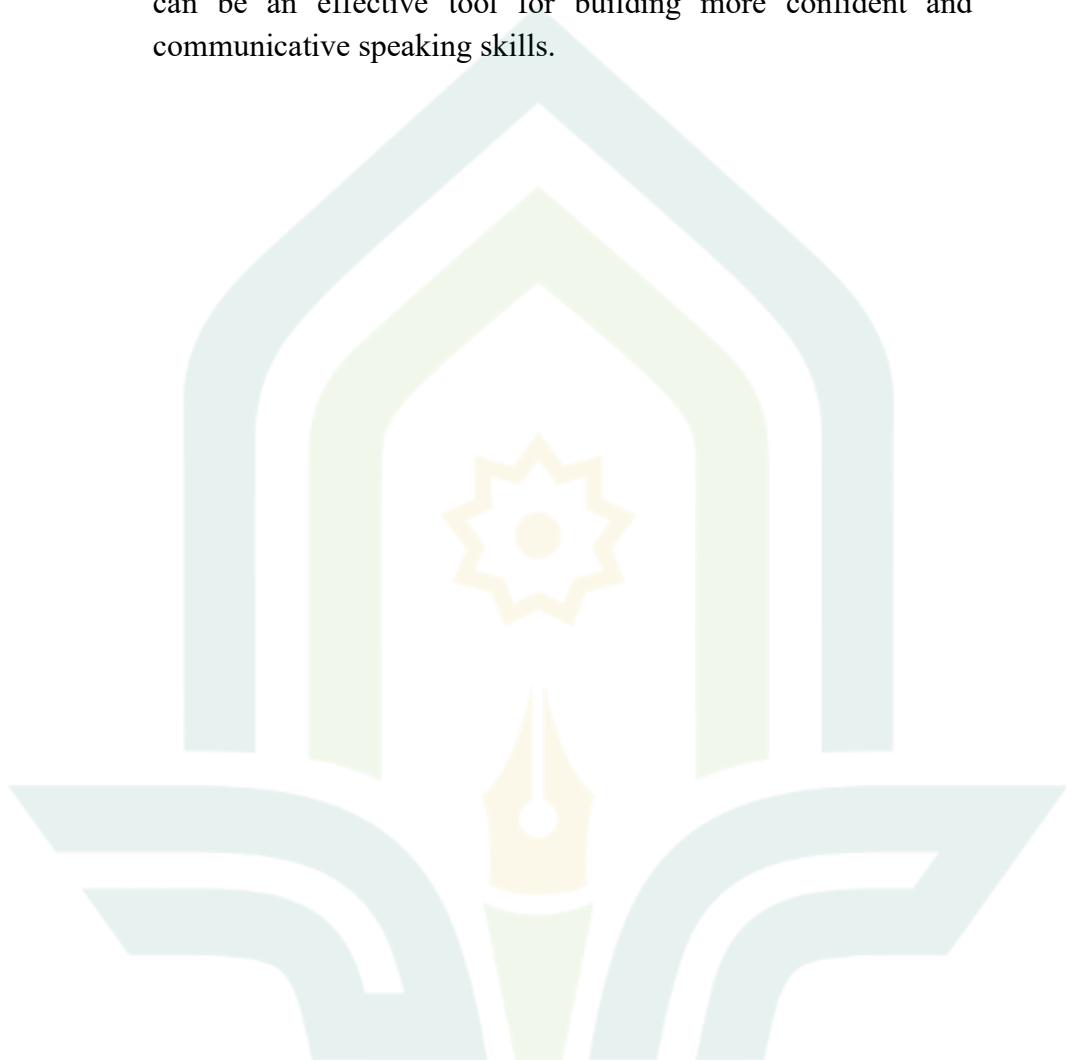 can be an effective tool for building more confident and
communicative speaking skills.